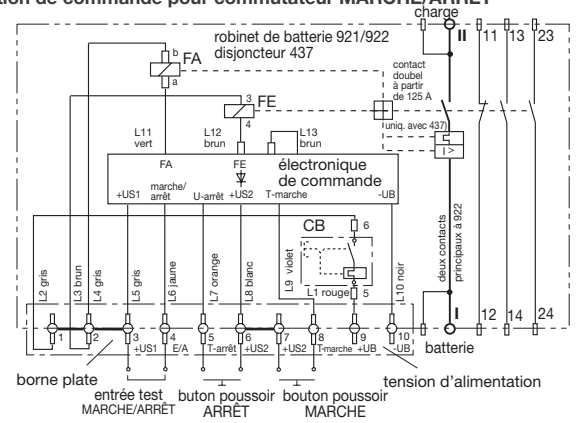 tion de commande pour commutateur MARCHE/ARRÊT
charge
robinet de batterie 921/922
disjoncteur 437
II
11
13
23
b
FA
a
contact
doubel
à partir
de 125 A
3
FE
4
uniq. avec 437)
I >
L11
vert
L12
brun
L13
brun
FA
FE
électronique
de commande
+US1
marche/
arrêt
U-arrêt
+US2
T-marche
-UB
CB
6
L2 gris
L3 brun
L4 gris
L5 gris
L6 jaune
L7 orange
L8 blanc
L9 violet
L1 rouge
5
L10 noir
deux contacts
principaux à 922
1
2
3
4
5
6
7
8
9
10
I
12
14
24
+US1
E/A
T-arrêt
+US2
+US2
T-marche
+UB
-UB
batterie
borne plate
tension d'alimentation
entrée test
MARCHE/ARRÊT
buton poussoir
ARRÊT
bouton poussoir
MARCHE